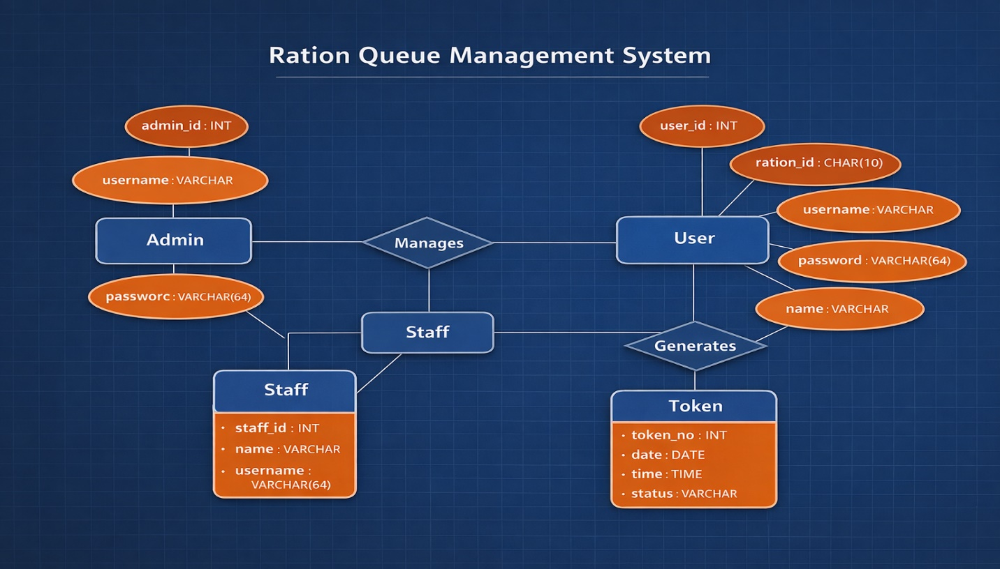 Ration Queue Management System
admin_id : INT
username : VARCHAR
Admin
passworc : VARCHAR(64)
Manages
user_id : INT
ration_id : CHAR(10)
username : VARCHAR
User
password : VARCHAR(64)
name : VARCHAR
Staff
Generates
Staff
• staff_id : INT
• name : VARCHAR
• username :
VARCHAR(64)
Token
• token_no : INT
• date : DATE
• time : TIME
• status : VARCHAR